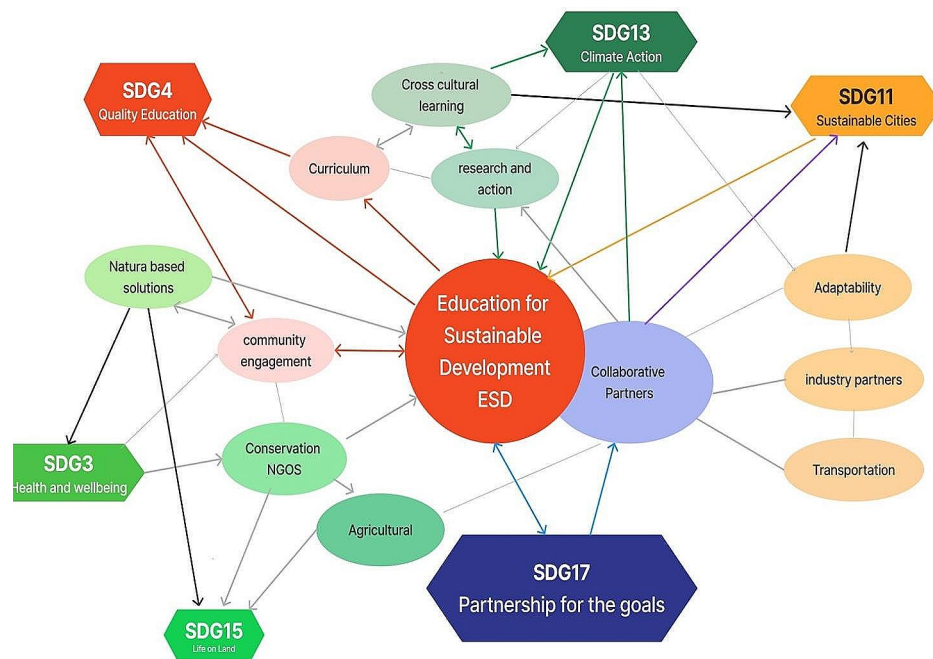 SDG13
Climate Action
SDG4
Quality Education
Cross cultural
learning
SDG11
Sustainable Cities
Curriculum
research and
action
Natura based
solutions
Adaptability
Education for
Sustainable
Development
ESD
community
engagement
Collaborative
Partners
industry partners
Conservation
NGOS
SDG3
Health and wellbeing
Transportation
Agricultural
SDG17
Partnership for the goals
SDG15
Life on Land